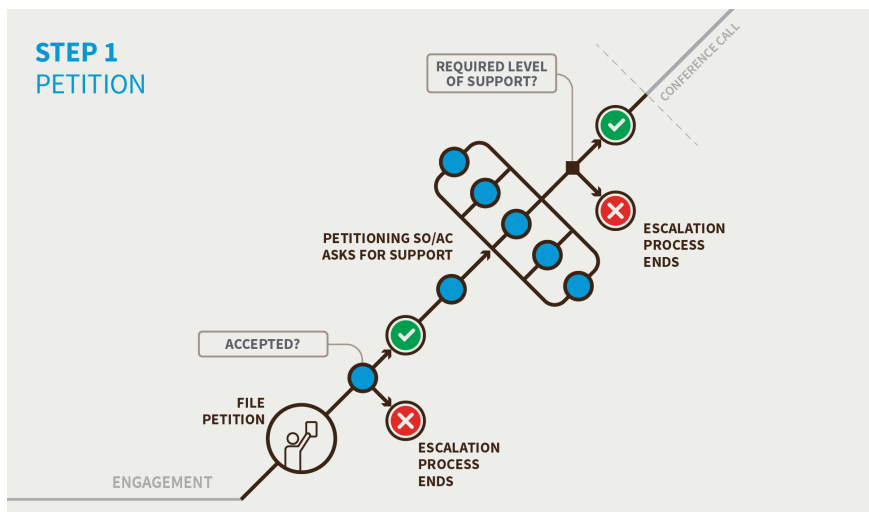 STEP 1
PETITION
REQUIRED LEVEL
OF SUPPORT?
CONFERENCE CALL
PETITIONING SO/AC
ASKS FOR SUPPORT
ESCALATION
PROCESS
ENDS
ACCEPTED?
FILE
PETITION
ESCALATION
PROCESS
ENDS
ENGAGEMENT